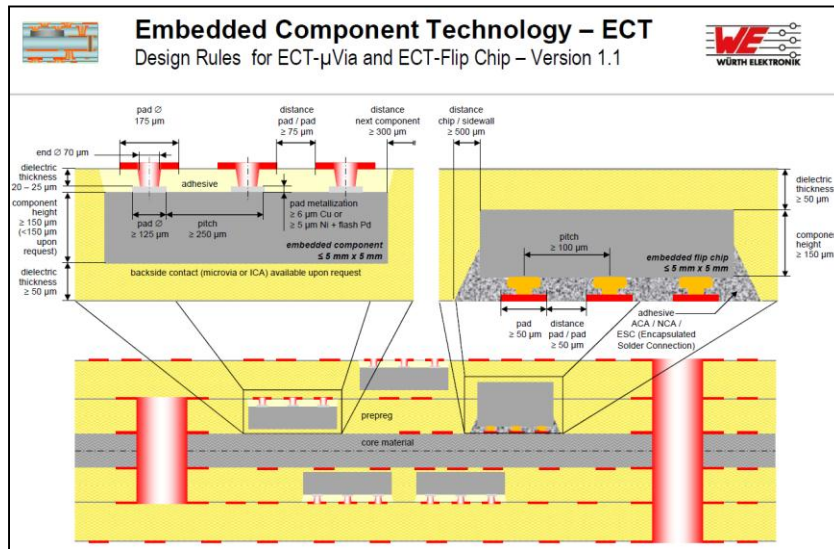 Embedded Component Technology – ECT
Design Rules for ECT-µVia and ECT-Flip Chip – Version 1.1
WE
WÜRTH ELEKTRONIK
pad Ø
175 µm
distance
pad / pad
≥ 75 µm
distance
next component
≥ 300 µm
distance
chip / sidewall
≥ 500 µm
end Ø 70 µm
dielectric
thickness
20 – 25 µm
adhesive
component
height
≥ 150 µm
(<150 µm
upon
request)
pad Ø
≥ 125 µm
pitch
≥ 250 µm
pad metallization
≥ 6 µm Cu or
≥ 5 µm Ni + flash Pd
embedded component
≤ 5 mm x 5 mm
dielectric
thickness
≥ 50 µm
backside contact (microvia or ICA) available upon request
dielectric
thickness
≥ 50 µm
pitch
≥ 100 µm
component
height
≥ 150 µm
embedded flip chip
≤ 5 mm x 5 mm
pad
≥ 50 µm
distance
pad / pad
≥ 50 µm
adhesive
ACA / NCA /
ESC (Encapsulated
Solder Connection)
prepreg
core material